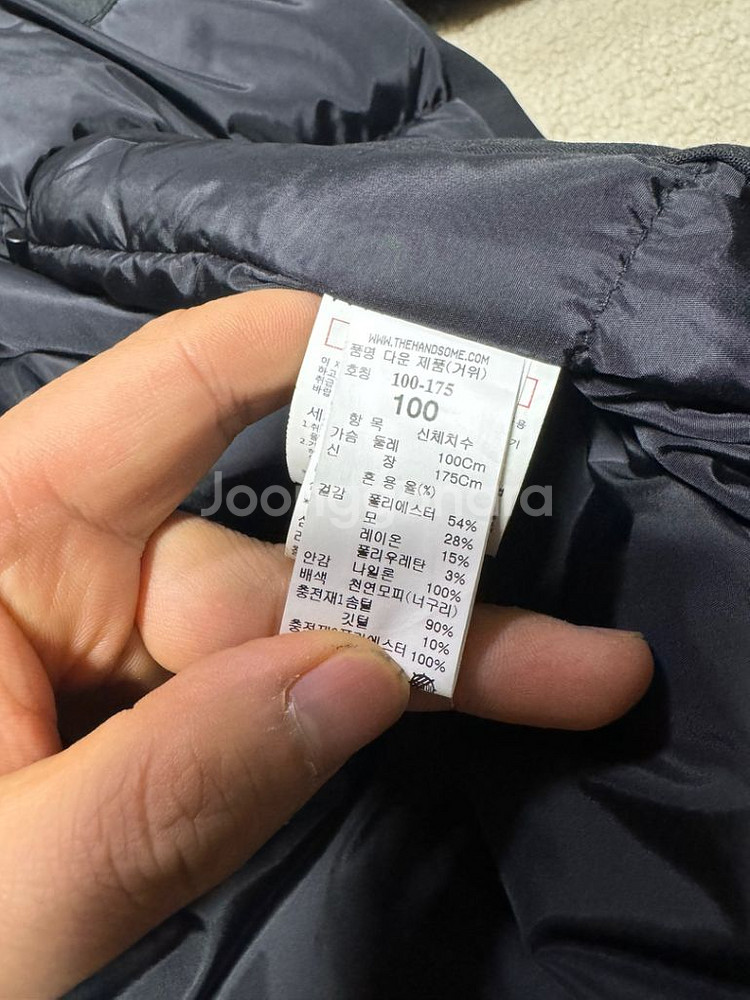 WWW.THEHANDSOME.COM
품명 다운 제품(거위)
호칭 100-175
100
항 목 신체치수
가슴 둘레 100Cm
신 장 175Cm
혼 용 율(%)
겉감 폴리에스터 54%
모 28%
레이온 15%
폴리우레탄 3%
안감 나일론 100%
배색 천연모피(너구리)
충전재1 솜털 90%
깃털 10%
100%
Joonggonara